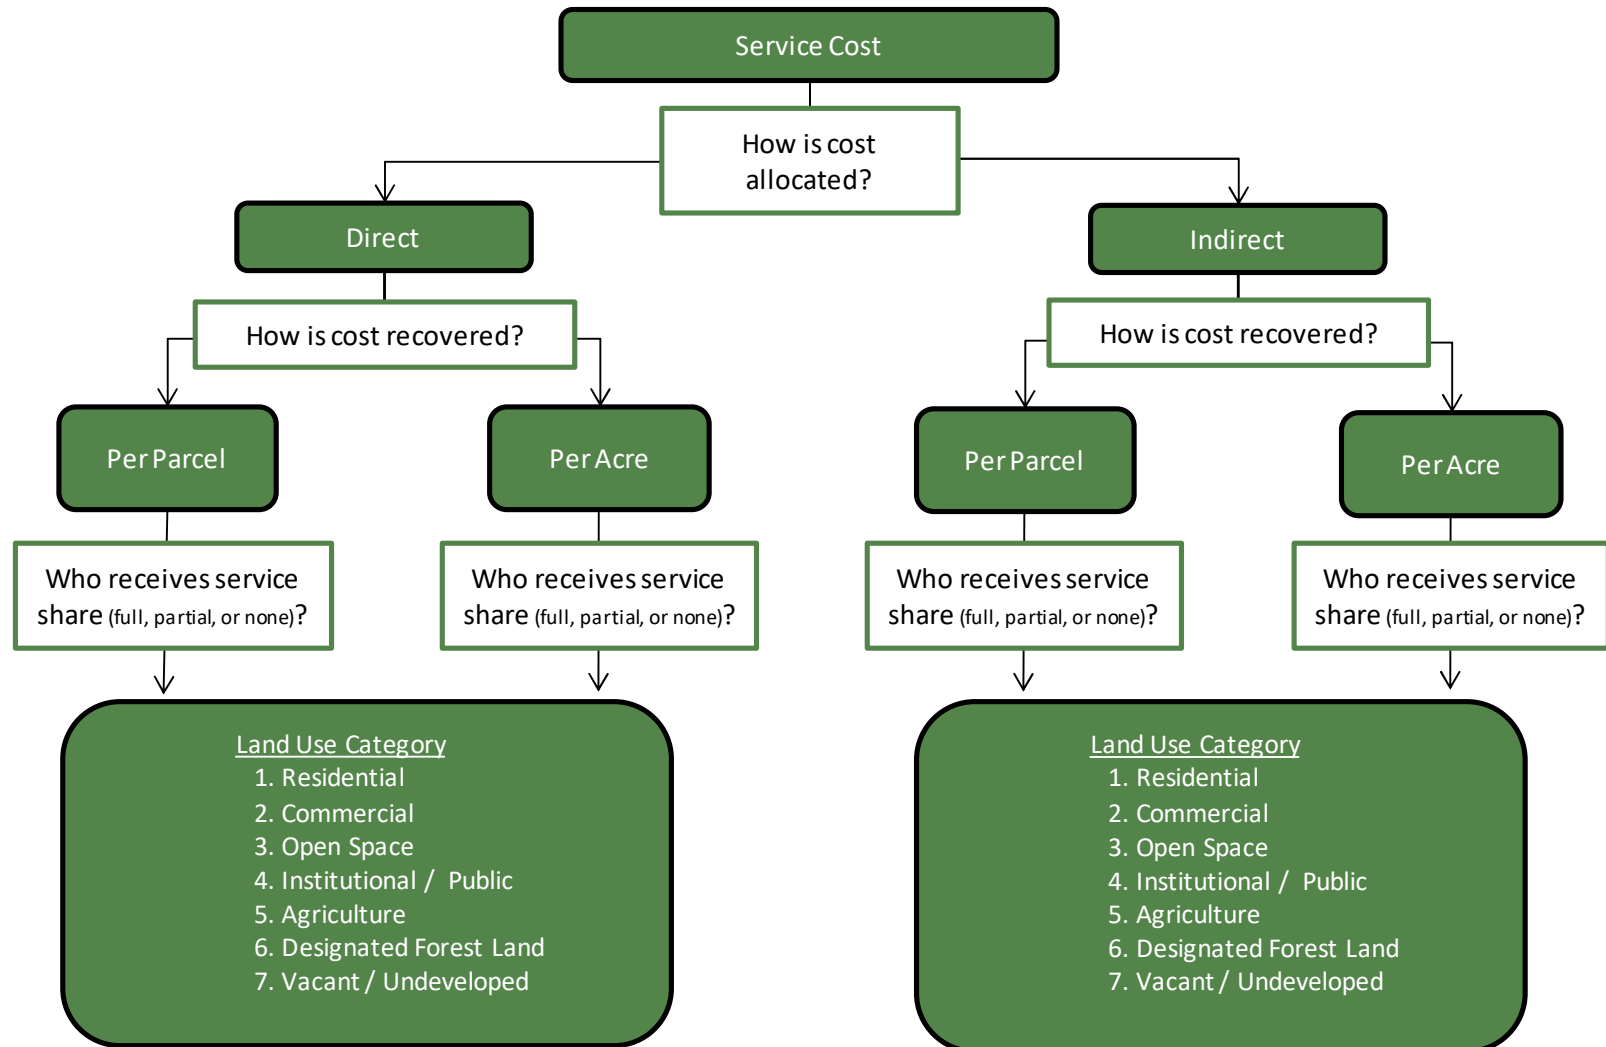 Service Cost
How is cost
allocated?
Direct
Indirect
How is cost recovered?
How is cost recovered?
Per Parcel
Per Acre
Per Parcel
Per Acre
Who receives service
share (full, partial, or none)?
Who receives service
share (full, partial, or none)?
Who receives service
share (full, partial, or none)?
Who receives service
share (full, partial, or none)?
Land Use Category
1. Residential
2. Commercial
3. Open Space
4. Institutional / Public
5. Agriculture
6. Designated Forest Land
7. Vacant / Undeveloped
Land Use Category
1. Residential
2. Commercial
3. Open Space
4. Institutional / Public
5. Agriculture
6. Designated Forest Land
7. Vacant / Undeveloped